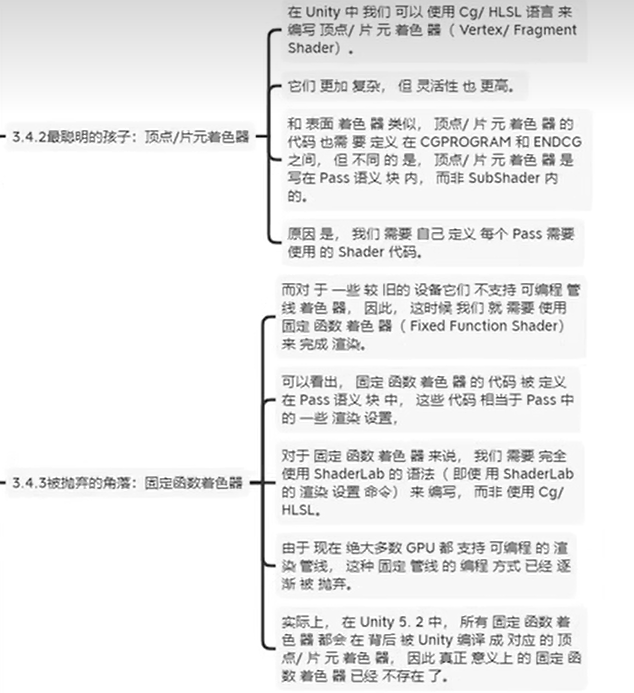 在 Unity 中 我们 可以 使用 Cg/ HLSL 语言 来
编写 顶点/ 片 元 着色 器（ Vertex/ Fragment
Shader）。
它们 更加 复杂， 但 灵活性 也 更高。
3.4.2最聪明的孩子：顶点/片元着色器
和 表面 着色 器 类似， 顶点/ 片 元 着色 器 的
代码 也需 要 定义 在 CGPROGRAM 和 ENDCG
之间， 但 不同 的 是， 顶点/ 片 元 着色 器 是
写在 Pass 语义 块 内， 而非 SubShader 内
的。
原因 是， 我们 需要 自己 定义 每个 Pass 需要
使用 的 Shader 代码。
而对 于 一些 较 旧的 设备它们 不支持 可编程 管
线 着色 器， 因此， 这时候 我们 就 需要 使用
固定 函数 着色 器（ Fixed Function Shader）
来 完成 渲染。
可以 看出， 固定 函数 着色 器 的 代码 被 定义
在 Pass 语义 块 中， 这些 代码 相当于 Pass 中
的 一些 渲染 设置，
3.4.3被抛弃的角落：固定函数着色器
对于 固定 函数 着色 器 来说， 我们 需要 完全
使用 ShaderLab 的 语法（ 即使 用 ShaderLab
的 渲染 设置 命令） 来 编写， 而非 使用 Cg/
HLSL。
由于 现在 绝大多数 GPU 都 支持 可编程 的 渲
染 管线， 这种 固定 管线 的 编程 方式 已经 逐
渐 被 抛弃。
实际上， 在 Unity 5. 2 中， 所有 固定 函数 着
色 器 都会 在 背后 被 Unity 编译 成 对应 的 顶
点/ 片 元 着色 器， 因此 真正 意义上 的 固定 函
数 着色 器 已经 不存在 了。